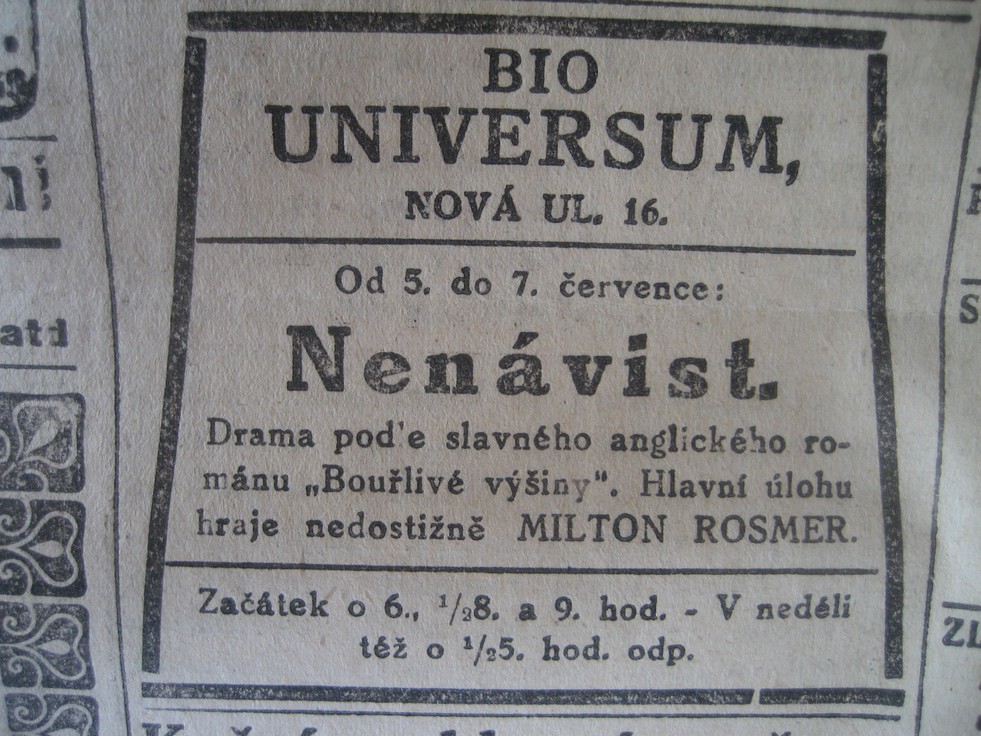 BIO
UNIVERSUM,
NOVÁ UL. 16.
Od 5. do 7. července:
Nenávist.
Drama pod'e slavného anglického ro-
mánu „Bouřlivé výšiny“. Hlavní úlohu
hraje nedostižně MILTON ROSMER.
Začátek o 6., ½8. a 9. hod. - V neděli
též o ½5. hod. odp.